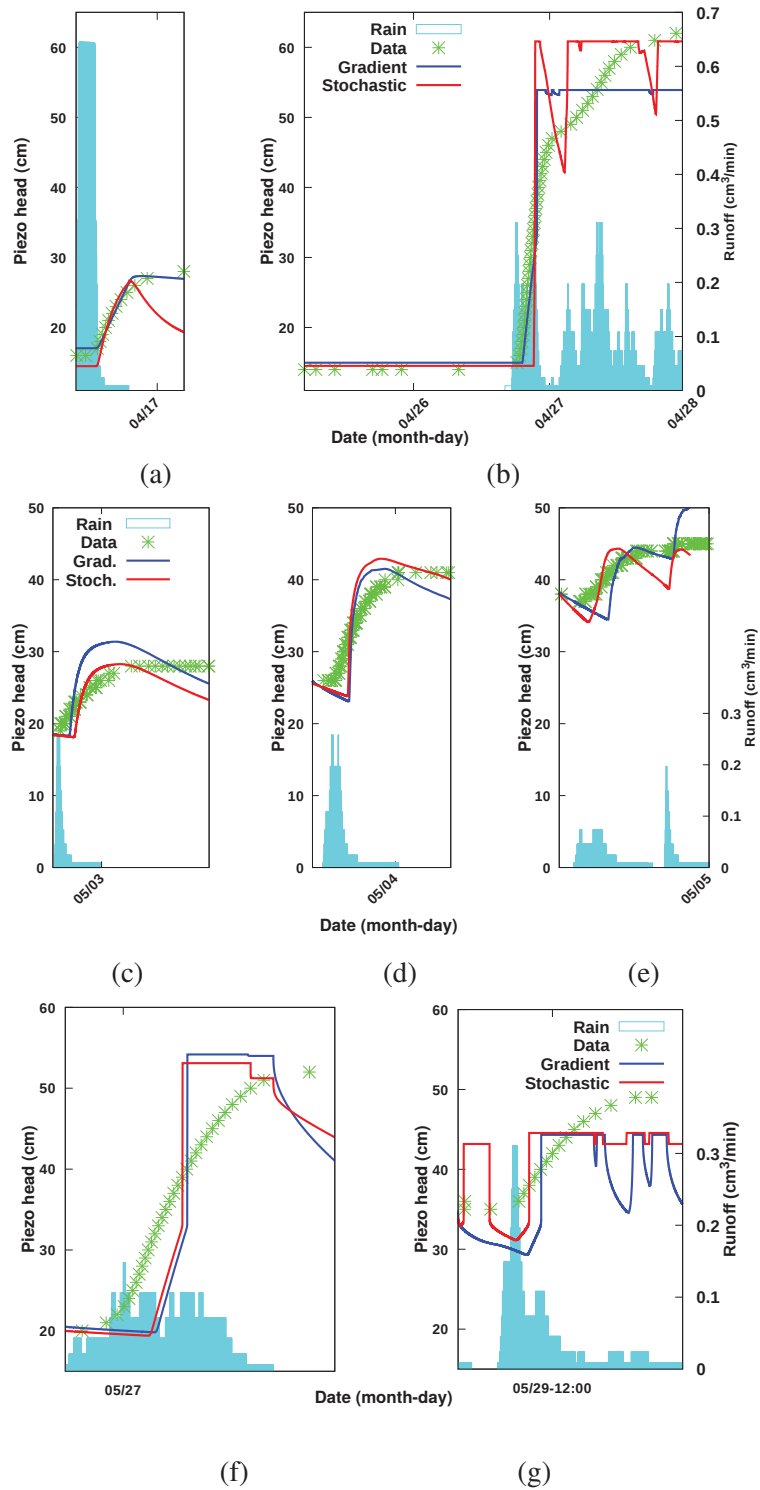 60
50
40
30
20
Piezo head (cm)
04/17
Rain
Data
Gradient
Stochastic
60
50
40
30
20
Piezo head (cm)
0.7
0.6
0.5
0.4
0.3
0.2
0.1
0
Runoff (cm³/min)
04/26
04/27
04/28
Date (month-day)
(a)
(b)
50
40
30
20
10
0
Piezo head (cm)
Rain
Data
Grad.
Stoch.
05/03
50
40
30
20
10
0
Piezo head (cm)
05/04
50
40
30
20
10
0
Piezo head (cm)
0.3
0.2
0.1
0
Runoff (cm³/min)
05/05
Date (month-day)
(c)
(d)
(e)
60
50
40
30
20
Piezo head (cm)
05/27
60
50
40
30
20
Piezo head (cm)
Rain
Data
Gradient
Stochastic
0.3
0.2
0.1
0
Runoff (cm³/min)
05/29-12:00
Date (month-day)
(f)
(g)